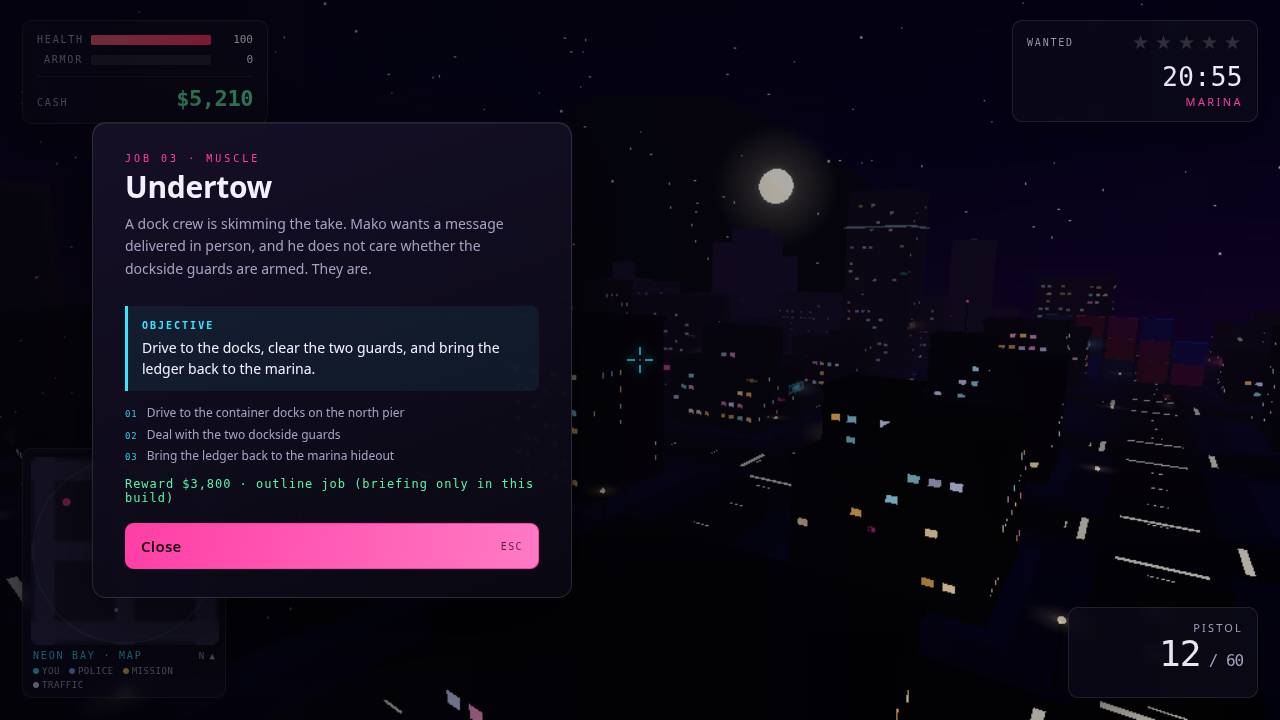 HEALTH 100
ARMOR 0
CASH $5,210
WANTED ★★★★★
20:55
MARINA
JOB 03 · MUSCLE
Undertow
A dock crew is skimming the take. Mako wants a message
delivered in person, and he does not care whether the
dockside guards are armed. They are.
OBJECTIVE
Drive to the docks, clear the two guards, and bring the
ledger back to the marina.
01 Drive to the container docks on the north pier
02 Deal with the two dockside guards
03 Bring the ledger back to the marina hideout
Reward $3,800 · outline job (briefing only in this
build)
Close ESC
NEON BAY · MAP N ▲
YOU POLICE MISSION
TRAFFIC
PISTOL
12 / 60